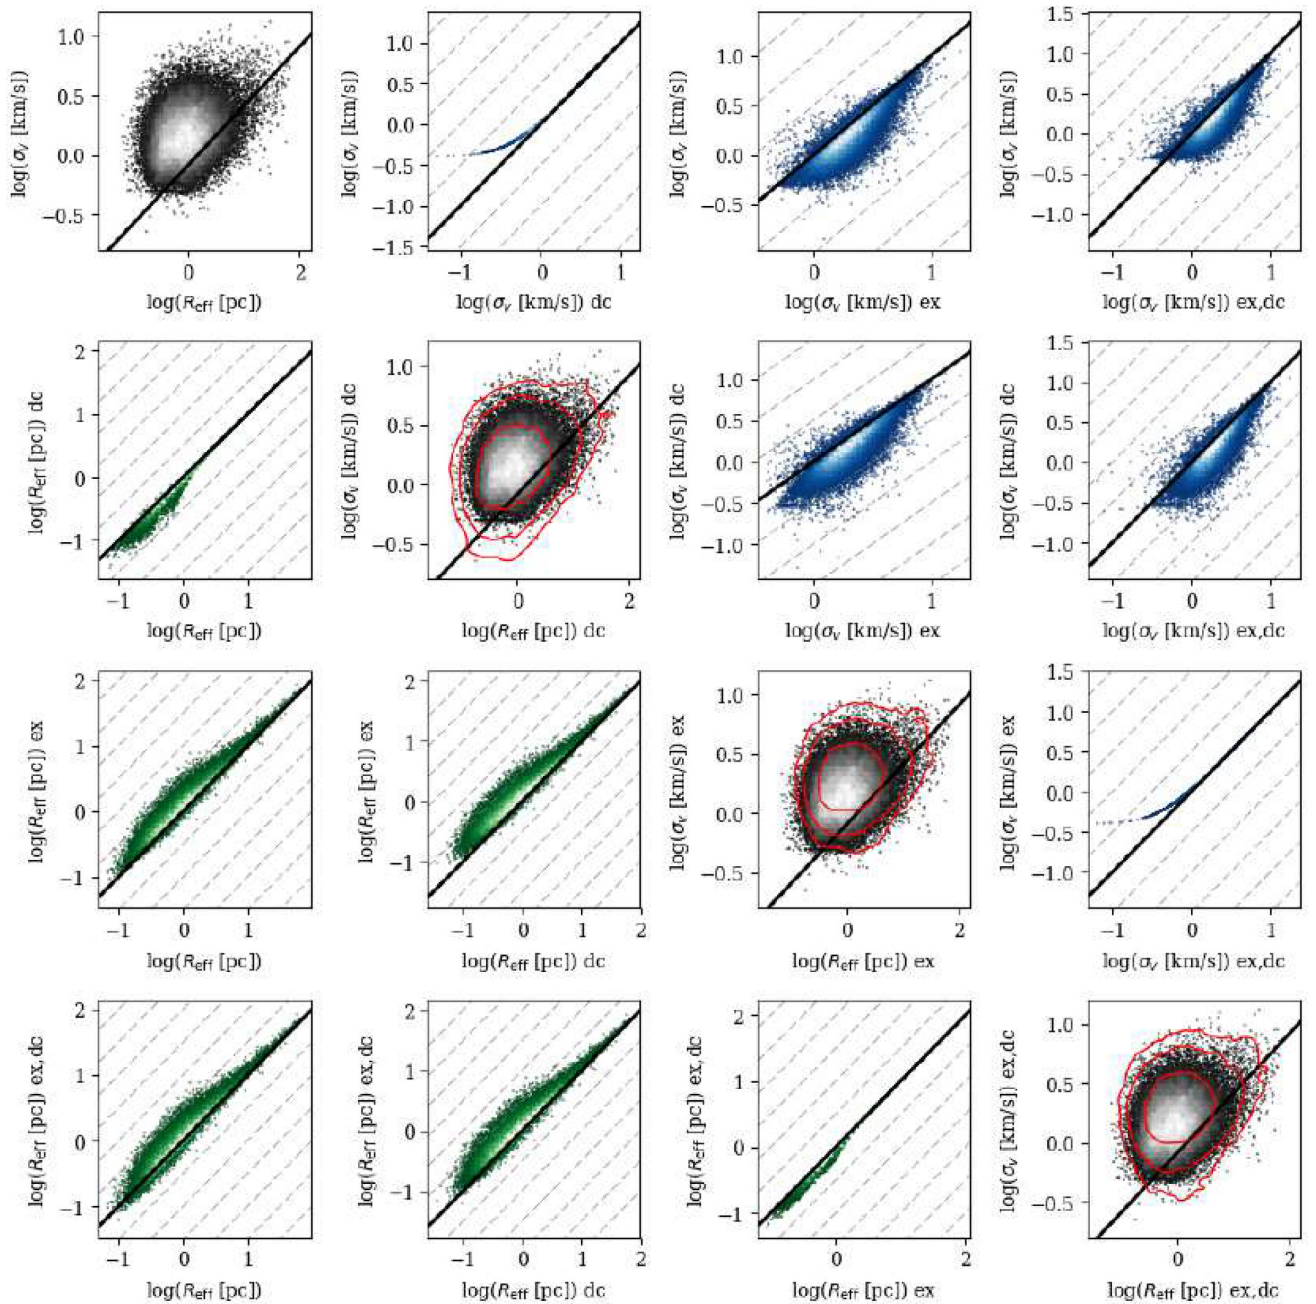 1.0
0.5
0.0
−0.5
log(σv [km/s])
0 2
log(Reff [pc])
1.0
0.5
0.0
−0.5
−1.0
−1.5
log(σv [km/s])
−1 0 1
log(σv [km/s]) dc
1.0
0.5
0.0
−0.5
log(σv [km/s])
0 1
log(σv [km/s]) ex
1.5
1.0
0.5
0.0
−0.5
−1.0
log(σv [km/s])
−1 0 1
log(σv [km/s]) ex,dc
2
1
0
−1
log(Reff [pc]) dc
−1 0 1
log(Reff [pc])
1.0
0.5
0.0
−0.5
log(σv [km/s]) dc
0 2
log(Reff [pc]) dc
1.0
0.5
0.0
−0.5
−1.0
log(σv [km/s]) dc
0 1
log(σv [km/s]) ex
1.5
1.0
0.5
0.0
−0.5
−1.0
log(σv [km/s]) dc
−1 0 1
log(σv [km/s]) ex,dc
2
1
0
−1
log(Reff [pc]) ex
−1 0 1
log(Reff [pc])
2
1
0
−1
log(Reff [pc]) ex
−1 0 1 2
log(Reff [pc]) dc
1.0
0.5
0.0
−0.5
log(σv [km/s]) ex
0 2
log(Reff [pc]) ex
1.5
1.0
0.5
0.0
−0.5
−1.0
log(σv [km/s]) ex
−1 0 1
log(σv [km/s]) ex,dc
2
1
0
−1
log(Reff [pc]) ex,dc
−1 0 1
log(Reff [pc])
2
1
0
−1
log(Reff [pc]) ex,dc
−1 0 1 2
log(Reff [pc]) dc
2
1
0
−1
log(Reff [pc]) ex,dc
0 2
log(Reff [pc]) ex
1.0
0.5
0.0
−0.5
log(σv [km/s]) ex,dc
0 2
log(Reff [pc]) ex,dc